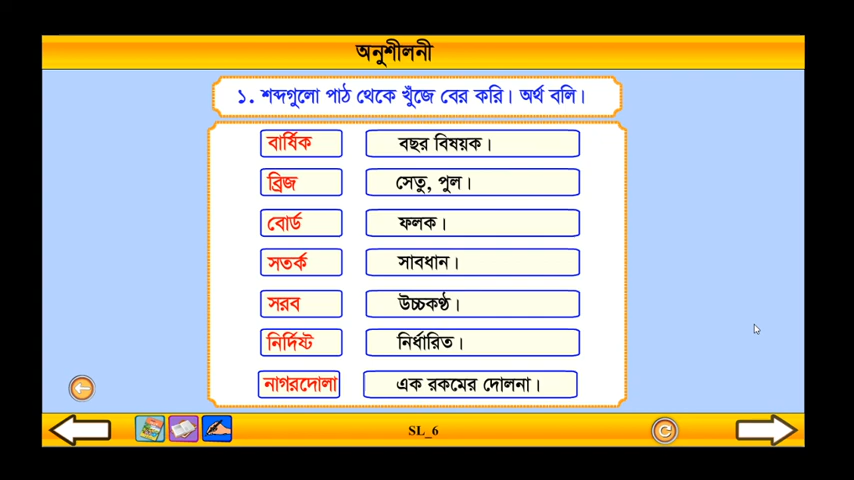 অনুশীলনী
১. শব্দগুলো পাঠ থেকে খুঁজে বের করি। অর্থ বলি।
বার্ষিক বছর বিষয়ক।
ব্রিজ সেতু, পুল।
বোর্ড ফলক।
সতর্ক সাবধান।
সরব উচ্চকণ্ঠ।
নির্দিষ্ট নির্ধারিত।
নাগরদোলা এক রকমের দোলনা।
SL_6